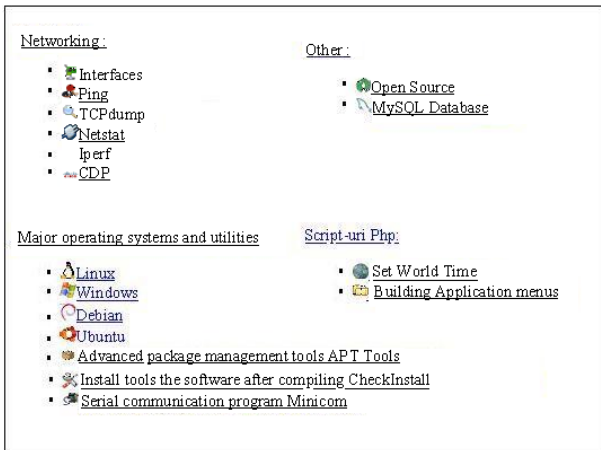 Networking :
Interfaces
Ping
TCPdump
Netstat
Iperf
CDP
Other :
Open Source
MySQL Database
Major operating systems and utilities
Linux
Windows
Debian
Ubuntu
Advanced package management tools APT Tools
Install tools the software after compiling CheckInstall
Serial communication program Minicom
Script-uri Php:
Set World Time
Building Application menus